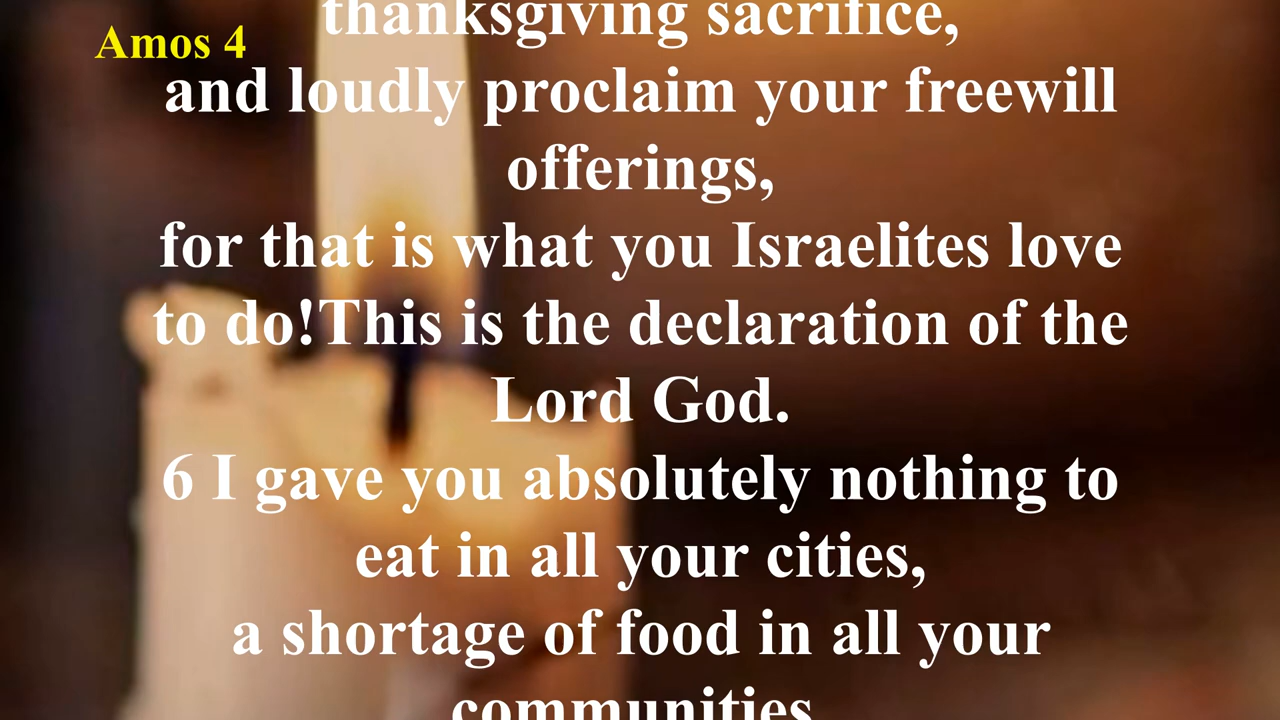 thanksgiving sacrifice,
Amos 4
and loudly proclaim your freewill
offerings,
for that is what you Israelites love
to do!This is the declaration of the
Lord God.
6 I gave you absolutely nothing to
eat in all your cities,
a shortage of food in all your
communities